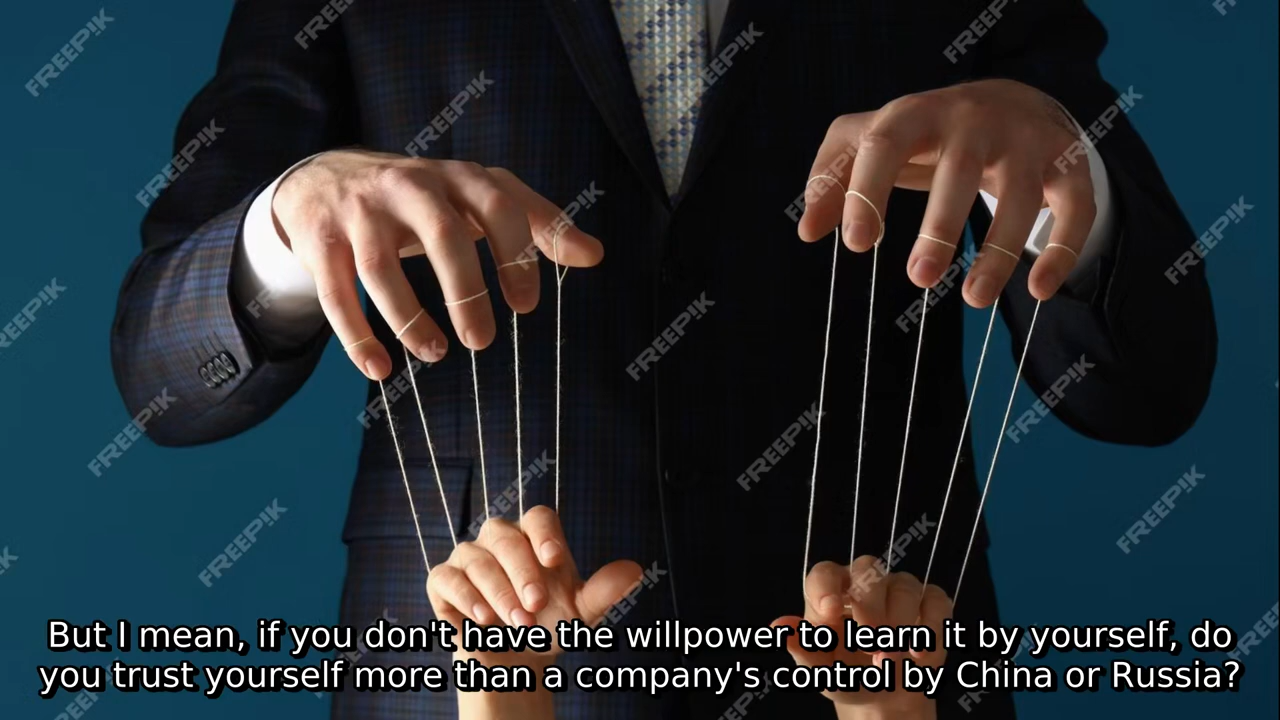 FREEPIK
But I mean, if you don't have the willpower to learn it by yourself, do
you trust yourself more than a company's control by China or Russia?